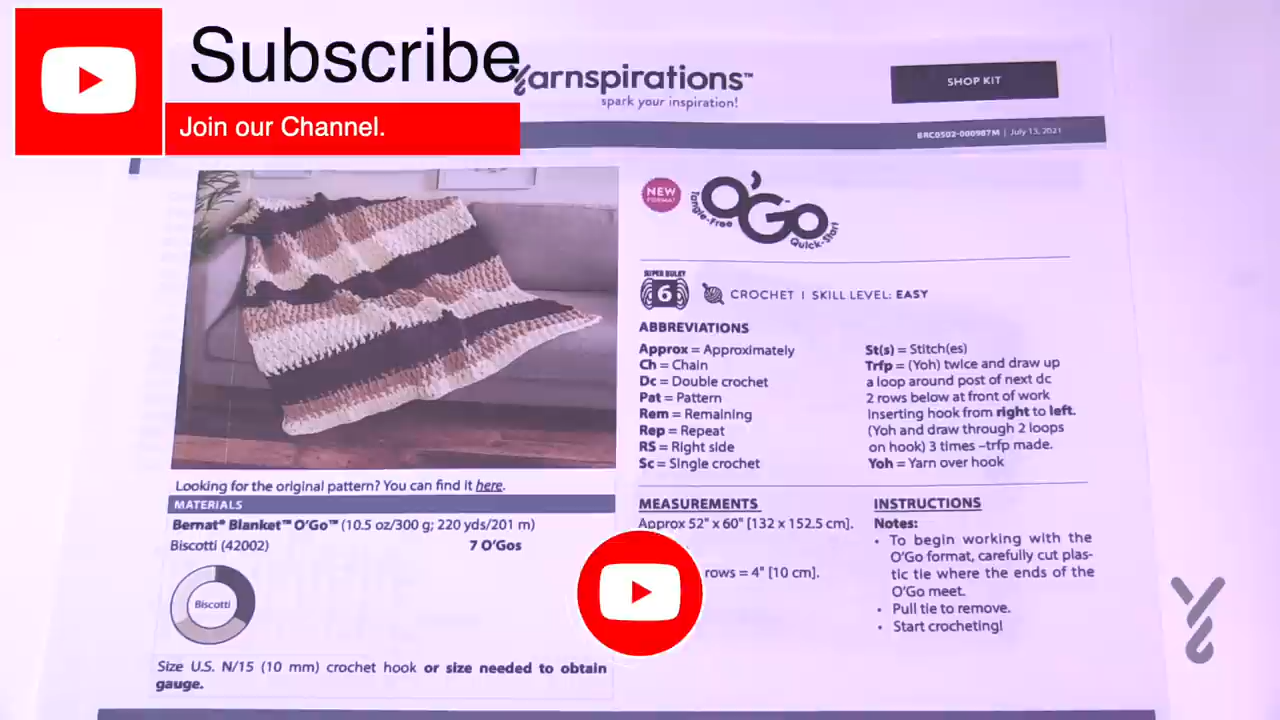 Subscribe
Join our Channel.
Yarnspirations™
spark your inspiration!
SHOP KIT
BRC0502-000987M | July 13, 2021
NEW
FORMAT
O'Go
Tangle-Free
Quick-Start
SUPER BULKY
6
CROCHET | SKILL LEVEL: EASY
ABBREVIATIONS
Approx = Approximately
Ch = Chain
Dc = Double crochet
Pat = Pattern
Rem = Remaining
Rep = Repeat
RS = Right side
Sc = Single crochet
St(s) = Stitch(es)
Trfp = (Yoh) twice and draw up
a loop around post of next dc
2 rows below at front of work
inserting hook from right to left.
(Yoh and draw through 2 loops
on hook) 3 times –trfp made.
Yoh = Yarn over hook
Looking for the original pattern? You can find it here.
MATERIALS
Bernat® Blanket™ O'Go™ (10.5 oz/300 g; 220 yds/201 m)
Biscotti (42002) 7 O'Gos
Biscotti
Size U.S. N/15 (10 mm) crochet hook or size needed to obtain
gauge.
MEASUREMENTS
Approx 52" x 60" [132 x 152.5 cm].
rows = 4" [10 cm].
INSTRUCTIONS
Notes:
• To begin working with the
O'Go format, carefully cut plas-
tic tie where the ends of the
O'Go meet.
• Pull tie to remove.
• Start crocheting!